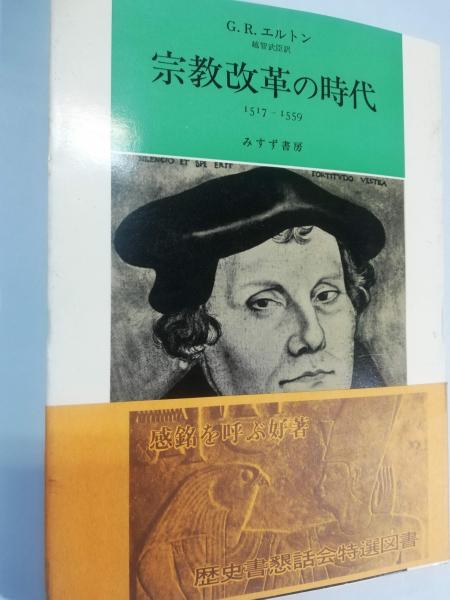 G. R. エルトン
越智武臣訳
宗教改革の時代
1517－1559
みすず書房
SILENCIO ET SPE ERIT FORTITVDO VESTRA
感銘を呼ぶ好著
歴史書懇話会特選図書